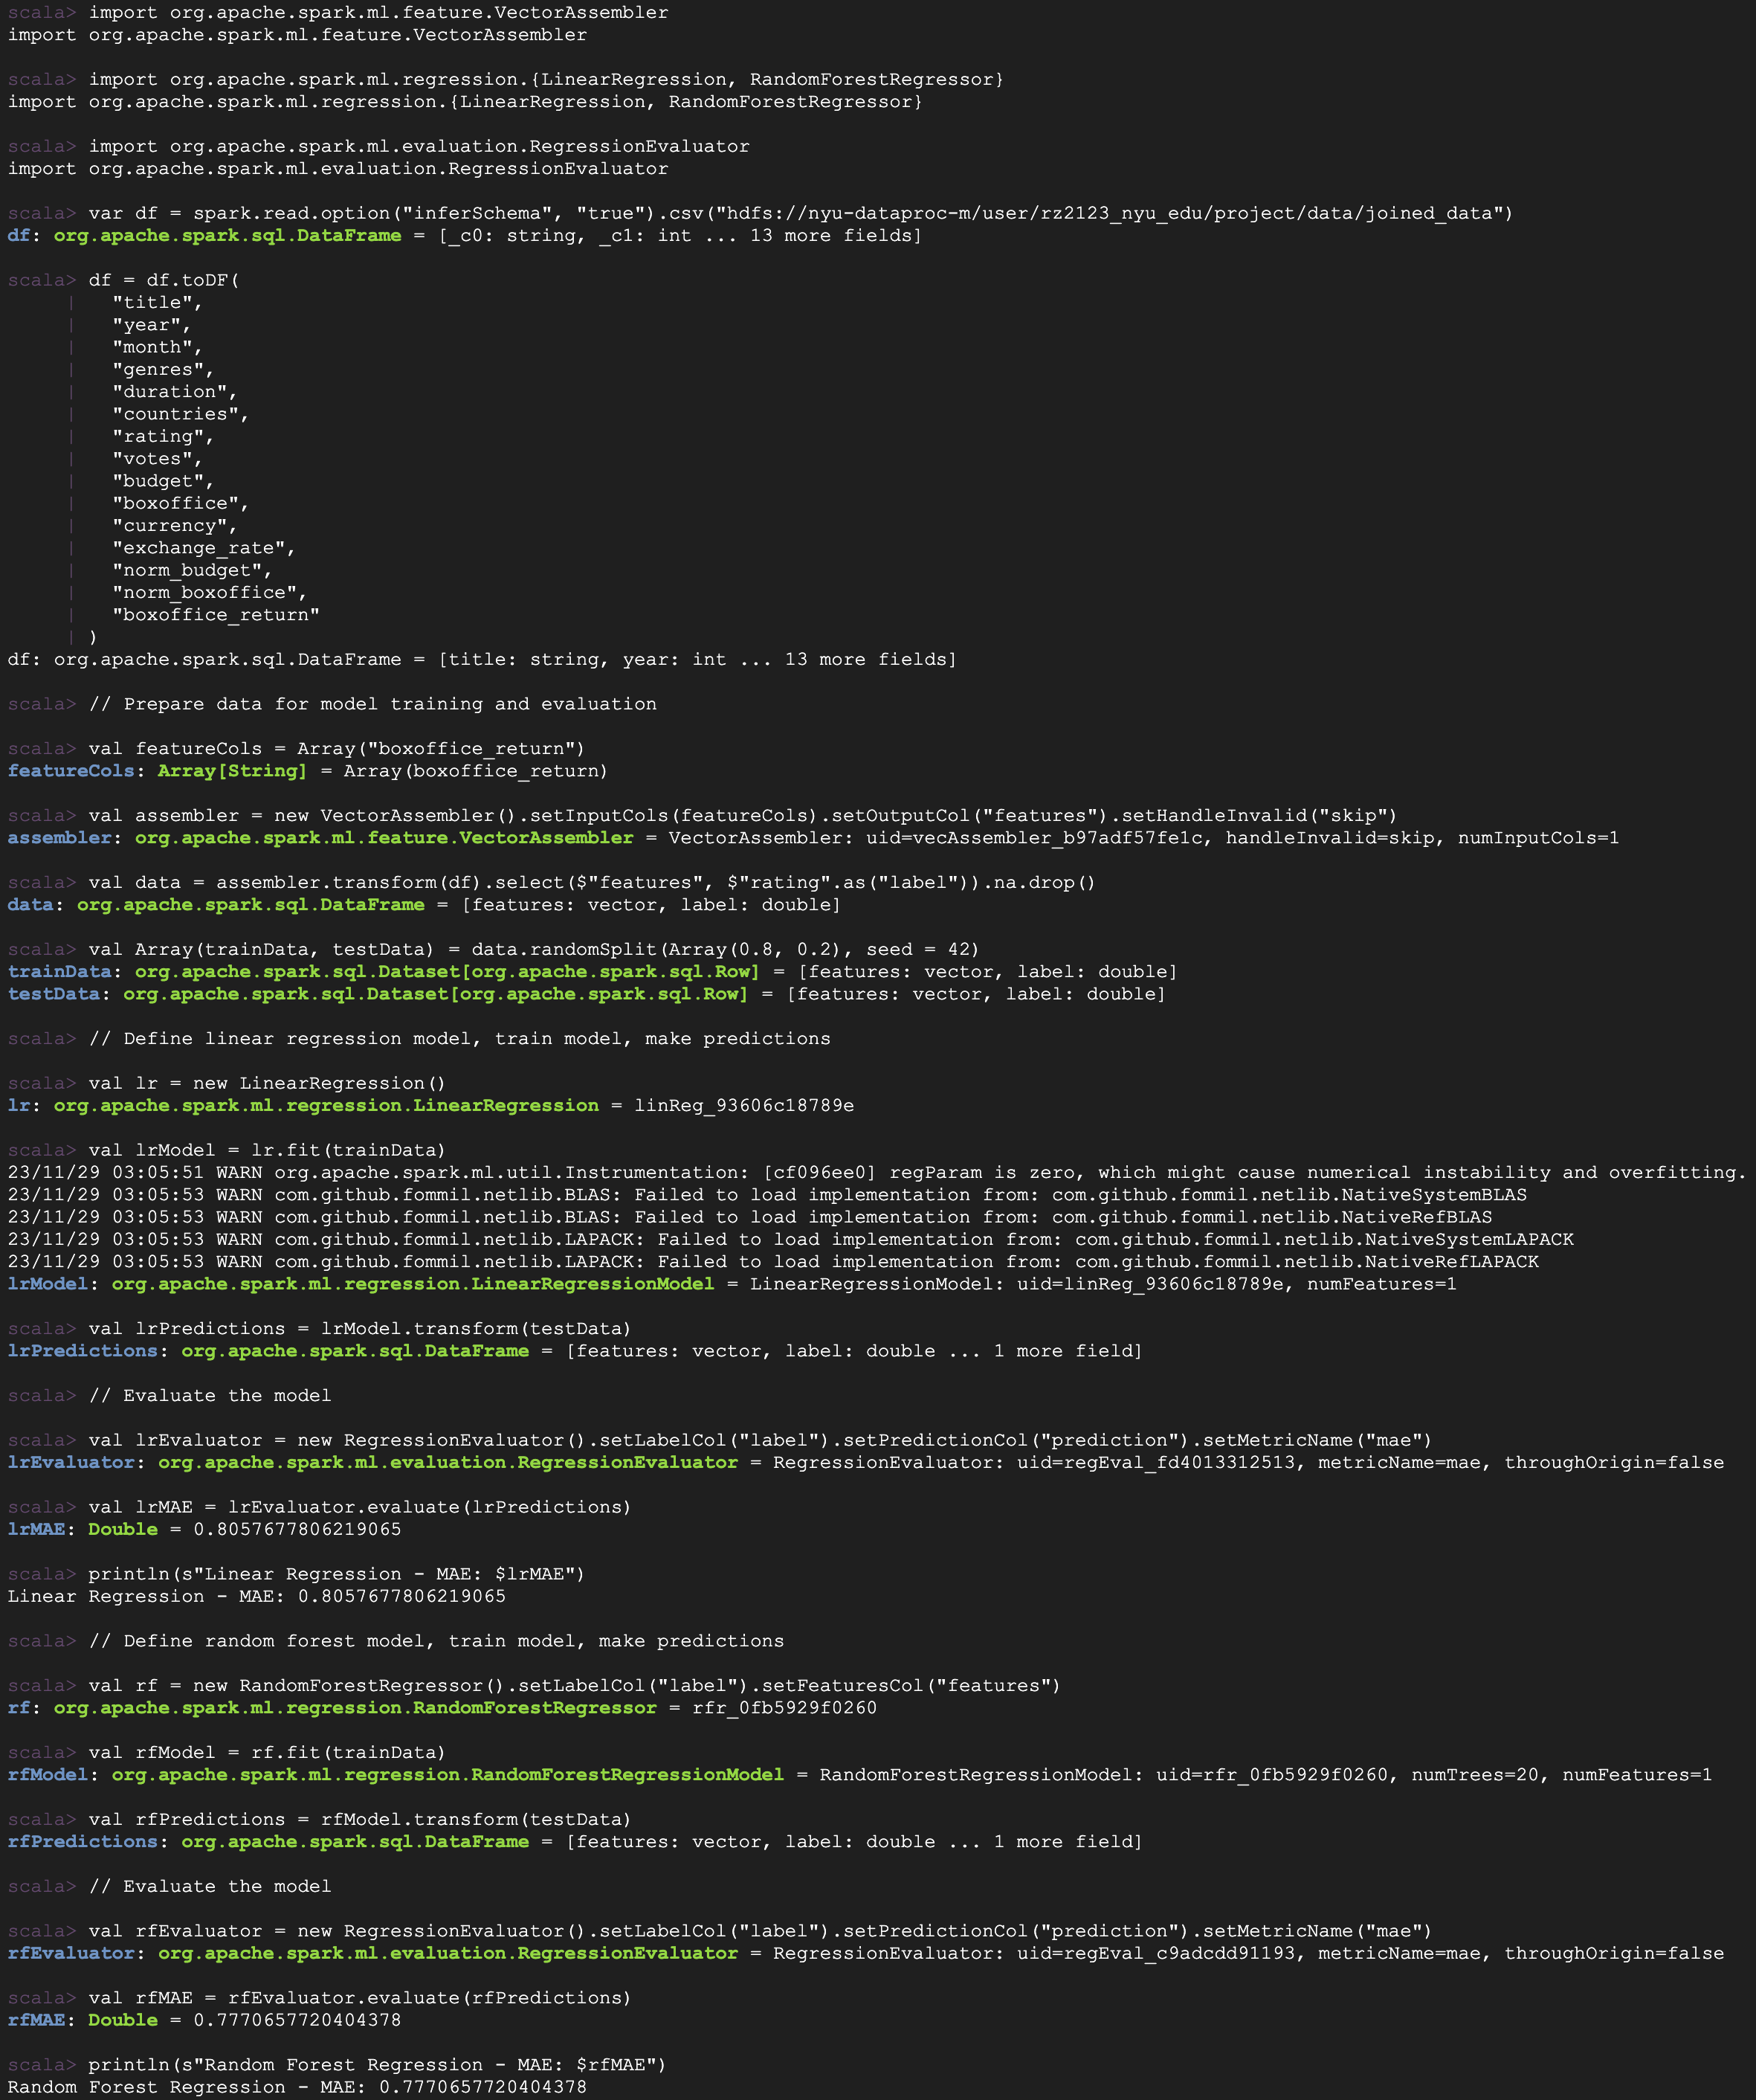 scala> import org.apache.spark.ml.feature.VectorAssembler
import org.apache.spark.ml.feature.VectorAssembler
scala> import org.apache.spark.ml.regression.{LinearRegression, RandomForestRegressor}
import org.apache.spark.ml.regression.{LinearRegression, RandomForestRegressor}
scala> import org.apache.spark.ml.evaluation.RegressionEvaluator
import org.apache.spark.ml.evaluation.RegressionEvaluator
scala> var df = spark.read.option("inferSchema", "true").csv("hdfs://nyu-dataproc-m/user/rz2123_nyu_edu/project/data/joined_data")
df: org.apache.spark.sql.DataFrame = [_c0: string, _c1: int ... 13 more fields]
scala> df = df.toDF(
| "title",
| "year",
| "month",
| "genres",
| "duration",
| "countries",
| "rating",
| "votes",
| "budget",
| "boxoffice",
| "currency",
| "exchange_rate",
| "norm_budget",
| "norm_boxoffice",
| "boxoffice_return"
| )
df: org.apache.spark.sql.DataFrame = [title: string, year: int ... 13 more fields]
scala> // Prepare data for model training and evaluation
scala> val featureCols = Array("boxoffice_return")
featureCols: Array[String] = Array(boxoffice_return)
scala> val assembler = new VectorAssembler().setInputCols(featureCols).setOutputCol("features").setHandleInvalid("skip")
assembler: org.apache.spark.ml.feature.VectorAssembler = VectorAssembler: uid=vecAssembler_b97adf57fe1c, handleInvalid=skip, numInputCols=1
scala> val data = assembler.transform(df).select($"features", $"rating".as("label")).na.drop()
data: org.apache.spark.sql.DataFrame = [features: vector, label: double]
scala> val Array(trainData, testData) = data.randomSplit(Array(0.8, 0.2), seed = 42)
trainData: org.apache.spark.sql.Dataset[org.apache.spark.sql.Row] = [features: vector, label: double]
testData: org.apache.spark.sql.Dataset[org.apache.spark.sql.Row] = [features: vector, label: double]
scala> // Define linear regression model, train model, make predictions
scala> val lr = new LinearRegression()
lr: org.apache.spark.ml.regression.LinearRegression = linReg_93606c18789e
scala> val lrModel = lr.fit(trainData)
23/11/29 03:05:51 WARN org.apache.spark.ml.util.Instrumentation: [cf096ee0] regParam is zero, which might cause numerical instability and overfitting.
23/11/29 03:05:53 WARN com.github.fommil.netlib.BLAS: Failed to load implementation from: com.github.fommil.netlib.NativeSystemBLAS
23/11/29 03:05:53 WARN com.github.fommil.netlib.BLAS: Failed to load implementation from: com.github.fommil.netlib.NativeRefBLAS
23/11/29 03:05:53 WARN com.github.fommil.netlib.LAPACK: Failed to load implementation from: com.github.fommil.netlib.NativeSystemLAPACK
23/11/29 03:05:53 WARN com.github.fommil.netlib.LAPACK: Failed to load implementation from: com.github.fommil.netlib.NativeRefLAPACK
lrModel: org.apache.spark.ml.regression.LinearRegressionModel = LinearRegressionModel: uid=linReg_93606c18789e, numFeatures=1
scala> val lrPredictions = lrModel.transform(testData)
lrPredictions: org.apache.spark.sql.DataFrame = [features: vector, label: double ... 1 more field]
scala> // Evaluate the model
scala> val lrEvaluator = new RegressionEvaluator().setLabelCol("label").setPredictionCol("prediction").setMetricName("mae")
lrEvaluator: org.apache.spark.ml.evaluation.RegressionEvaluator = RegressionEvaluator: uid=regEval_fd4013312513, metricName=mae, throughOrigin=false
scala> val lrMAE = lrEvaluator.evaluate(lrPredictions)
lrMAE: Double = 0.8057677806219065
scala> println(s"Linear Regression - MAE: $lrMAE")
Linear Regression - MAE: 0.8057677806219065
scala> // Define random forest model, train model, make predictions
scala> val rf = new RandomForestRegressor().setLabelCol("label").setFeaturesCol("features")
rf: org.apache.spark.ml.regression.RandomForestRegressor = rfr_0fb5929f0260
scala> val rfModel = rf.fit(trainData)
rfModel: org.apache.spark.ml.regression.RandomForestRegressionModel = RandomForestRegressionModel: uid=rfr_0fb5929f0260, numTrees=20, numFeatures=1
scala> val rfPredictions = rfModel.transform(testData)
rfPredictions: org.apache.spark.sql.DataFrame = [features: vector, label: double ... 1 more field]
scala> // Evaluate the model
scala> val rfEvaluator = new RegressionEvaluator().setLabelCol("label").setPredictionCol("prediction").setMetricName("mae")
rfEvaluator: org.apache.spark.ml.evaluation.RegressionEvaluator = RegressionEvaluator: uid=regEval_c9adcdd91193, metricName=mae, throughOrigin=false
scala> val rfMAE = rfEvaluator.evaluate(rfPredictions)
rfMAE: Double = 0.7770657720404378
scala> println(s"Random Forest Regression - MAE: $rfMAE")
Random Forest Regression - MAE: 0.7770657720404378